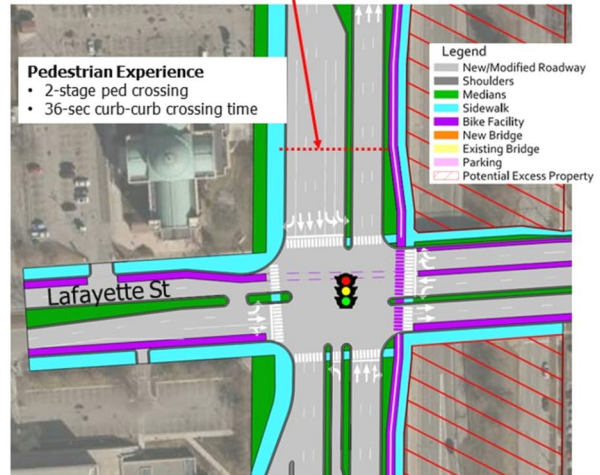 Pedestrian Experience
• 2-stage ped crossing
• 36-sec curb-curb crossing time
Legend
New/Modified Roadway
Shoulders
Medians
Sidewalk
Bike Facility
New Bridge
Existing Bridge
Parking
Potential Excess Property
Lafayette St